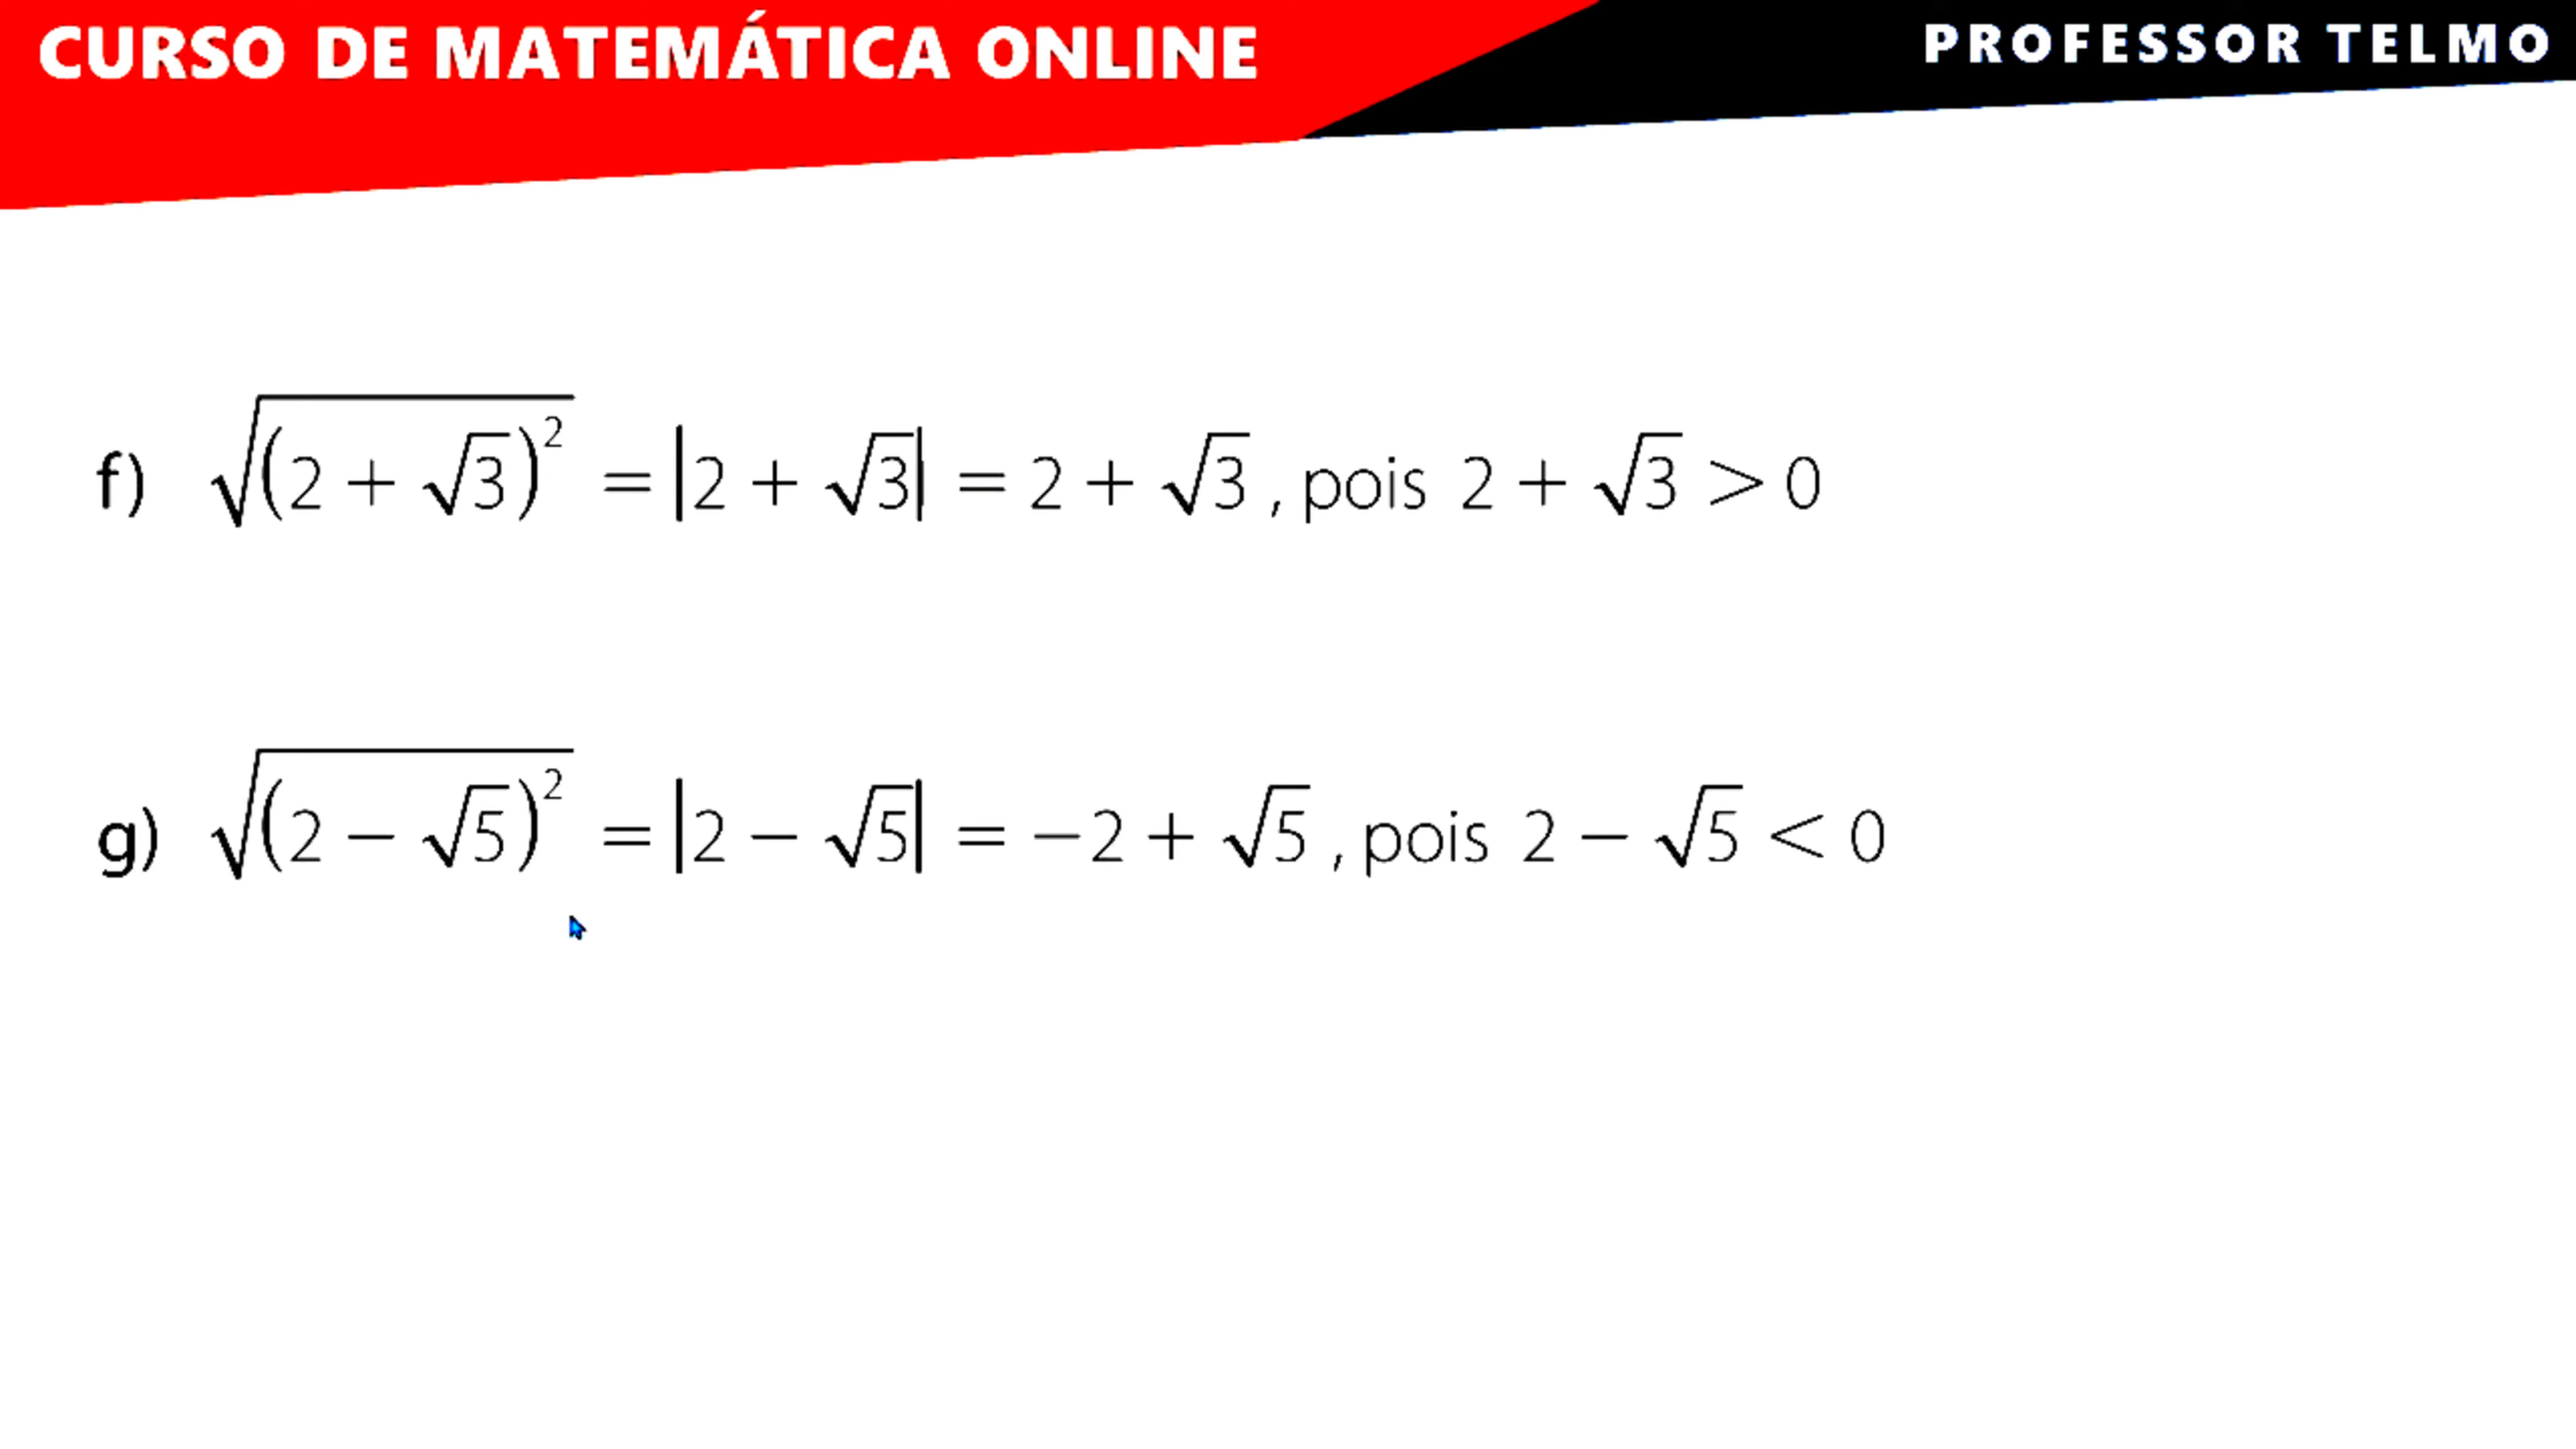 CURSO DE MATEMÁTICA ONLINE
PROFESSOR TELMO
f) √(2 + √3)² = |2 + √3| = 2 + √3 , pois 2 + √3 > 0
g) √(2 − √5)² = |2 − √5| = −2 + √5 , pois 2 − √5 < 0